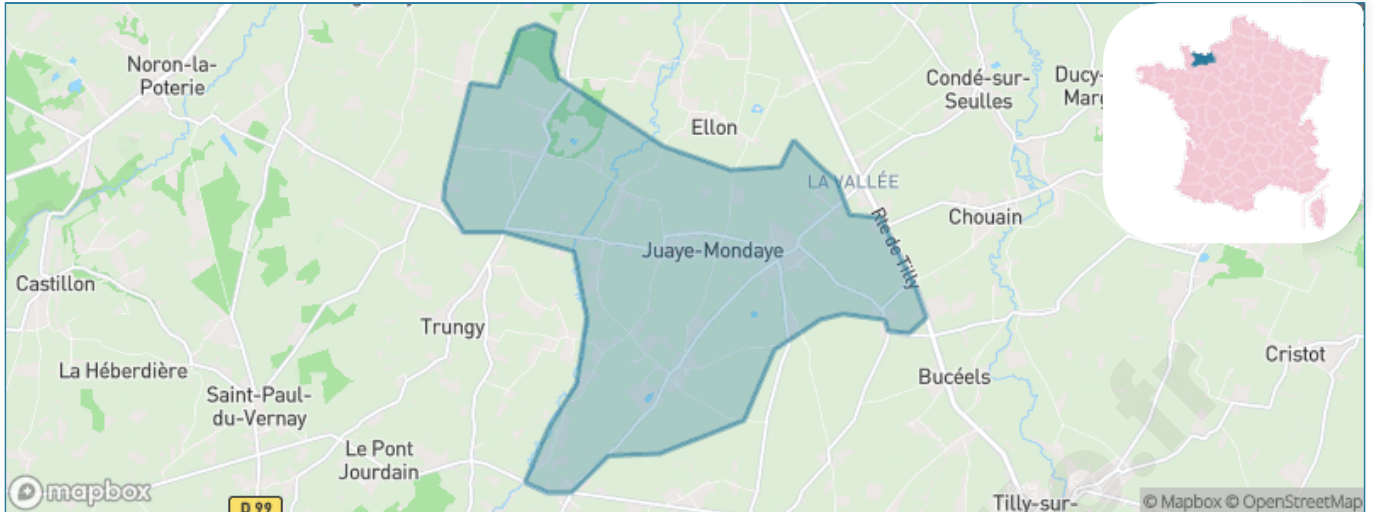 Noron-la-
Poterie
Condé-sur-
Seulles
Ducy-
Marg
Ellon
LA VALLÉE
Chouain
Rte de Tilly
Juaye-Mondaye
Castillon
Trungy
Cristot
La Héberdière
Bucéels
Saint-Paul-
du-Vernay
Le Pont
Jourdain
mapbox
D 99
Tilly-sur-
© Mapbox © OpenStreetMap
e.fr